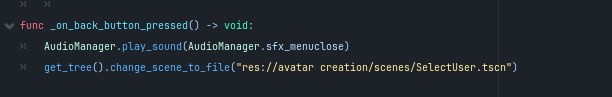 func _on_back_button_pressed() -> void:
AudioManager.play_sound(AudioManager.sfx_menuclose)
get_tree().change_scene_to_file("res://avatar creation/scenes/SelectUser.tscn")